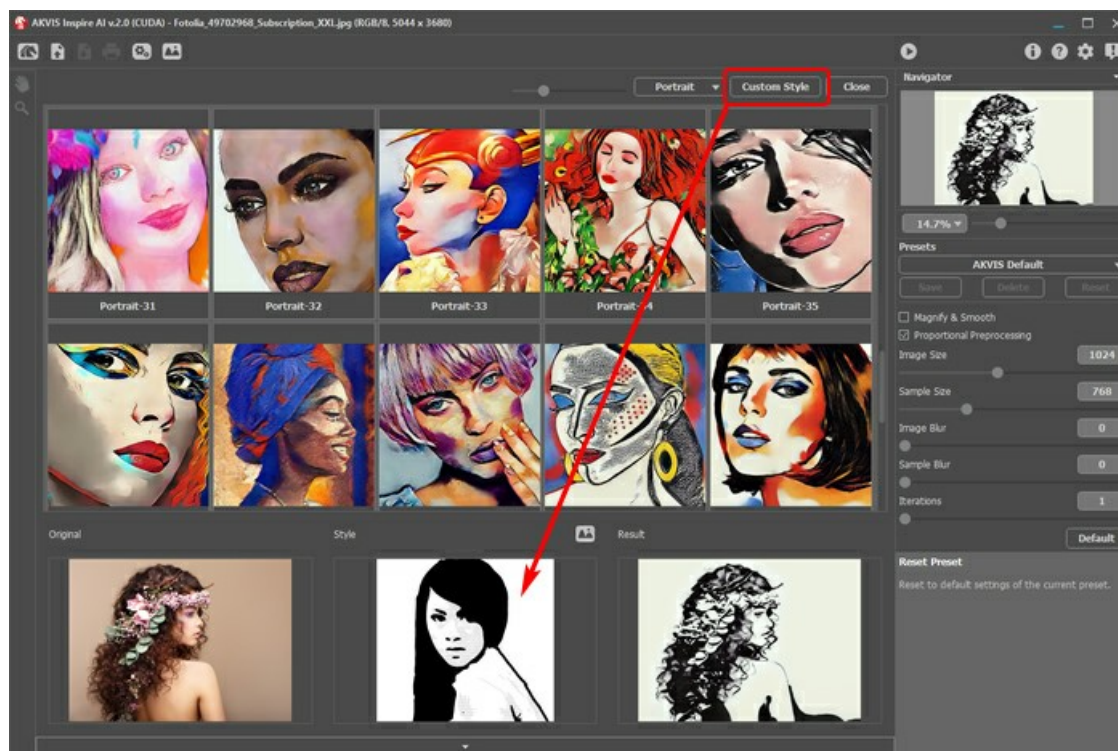 AKVIS Inspire AI v.2.0 (CUDA) - Fotolia_49702968_Subscription_XXL.jpg (RGB/8, 5044 x 3680)
Portrait
Custom Style
Close
Navigator
14.7%
Presets
AKVIS Default
Save
Delete
Reset
Magnify & Smooth
Proportional Preprocessing
Image Size
1024
Sample Size
768
Image Blur
0
Sample Blur
0
Iterations
1
Default
Reset Preset
Reset to default settings of the current preset.
Portrait-31
Portrait-32
Portrait-33
Portrait-35
Original
Style
Result